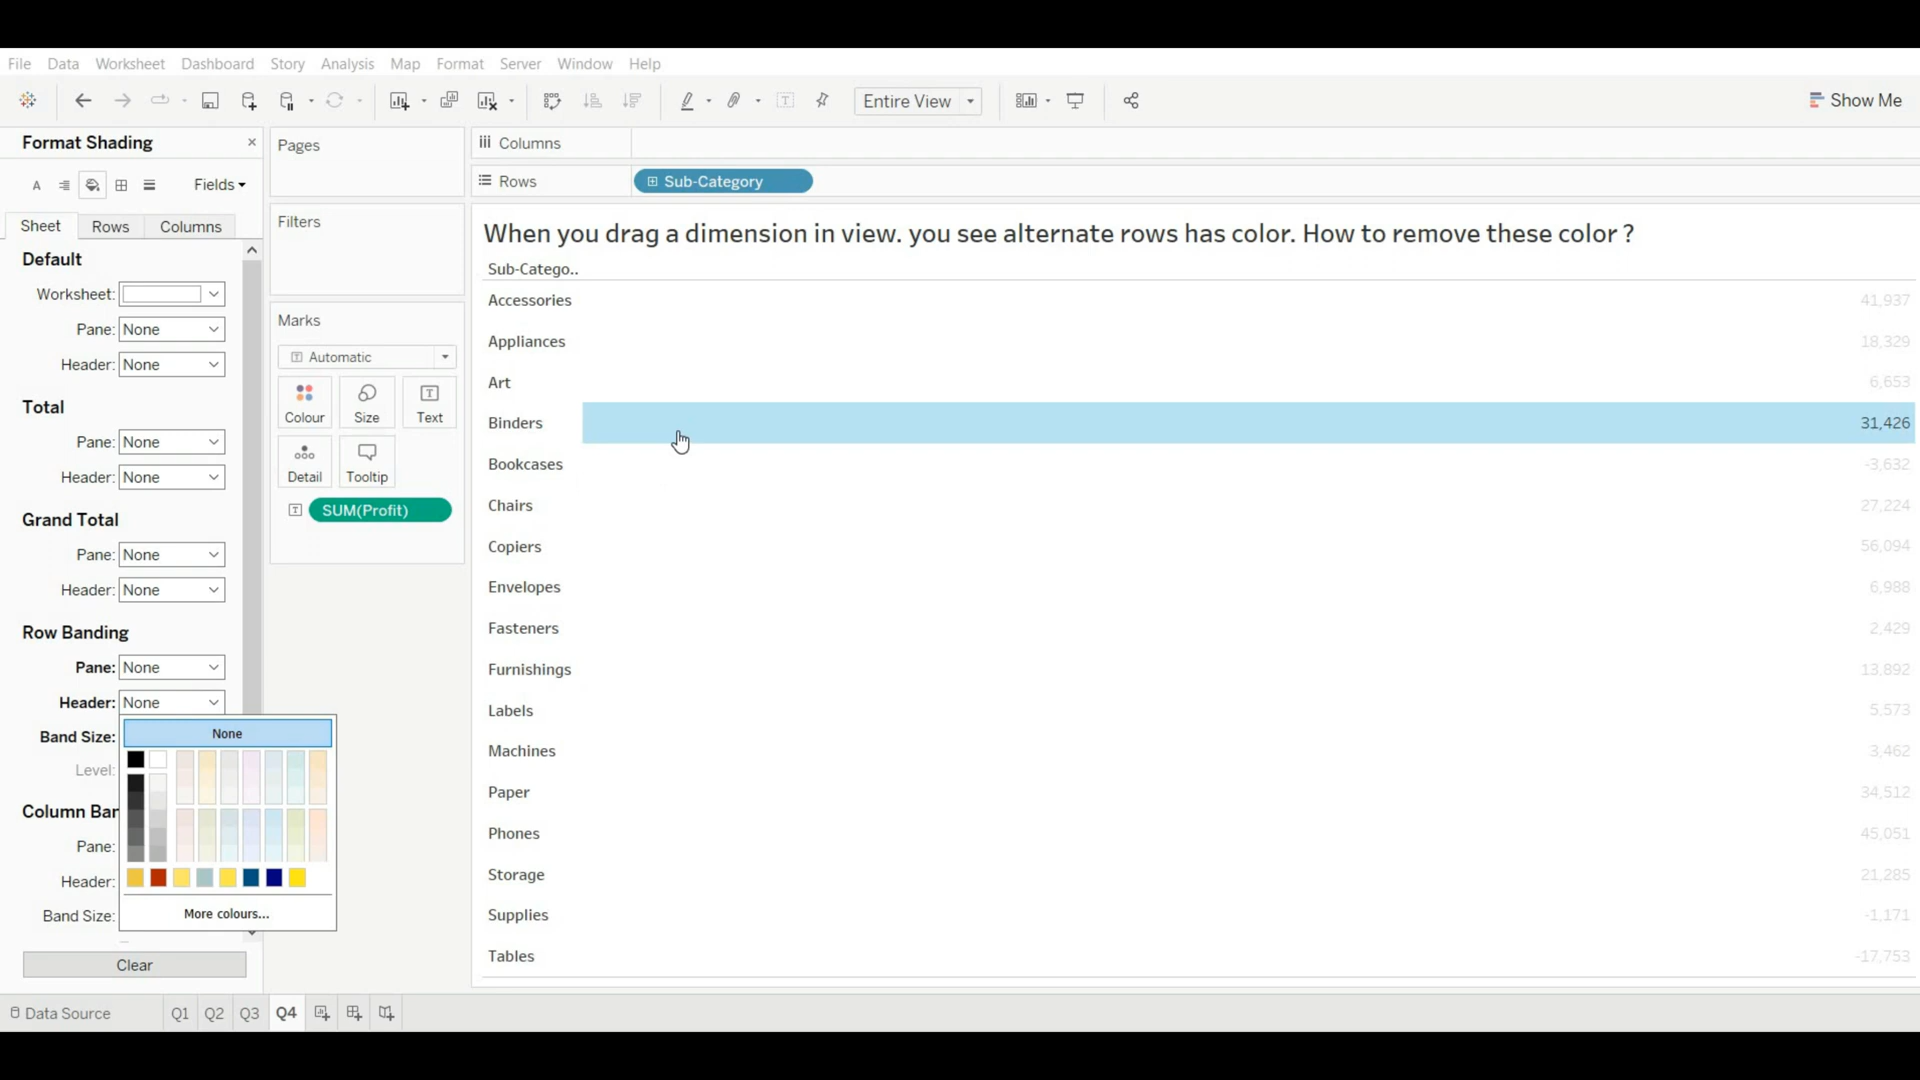 File Data Worksheet Dashboard Story Analysis Map Format Server Window Help
Entire View
Show Me
Format Shading
Fields
Sheet Rows Columns
Default
Worksheet:
Pane: None
Header: None
Total
Pane: None
Header: None
Grand Total
Pane: None
Header: None
Row Banding
Pane: None
Header: None
None
Band Size:
Level:
Column Ban
Pane:
Header:
Band Size:
More colours...
Clear
Pages
Filters
Marks
Automatic
Colour Size Text
Detail Tooltip
SUM(Profit)
Columns
Rows Sub-Category
When you drag a dimension in view. you see alternate rows has color. How to remove these color ?
Sub-Catego..
Accessories 41,937
Appliances 18,329
Art 6,653
Binders 31,426
Bookcases -3,632
Chairs 27,224
Copiers 56,094
Envelopes 6,988
Fasteners 2,429
Furnishings 13,892
Labels 5,573
Machines 3,462
Paper 34,512
Phones 45,051
Storage 21,285
Supplies -1,171
Tables -17,753
Data Source Q1 Q2 Q3 Q4